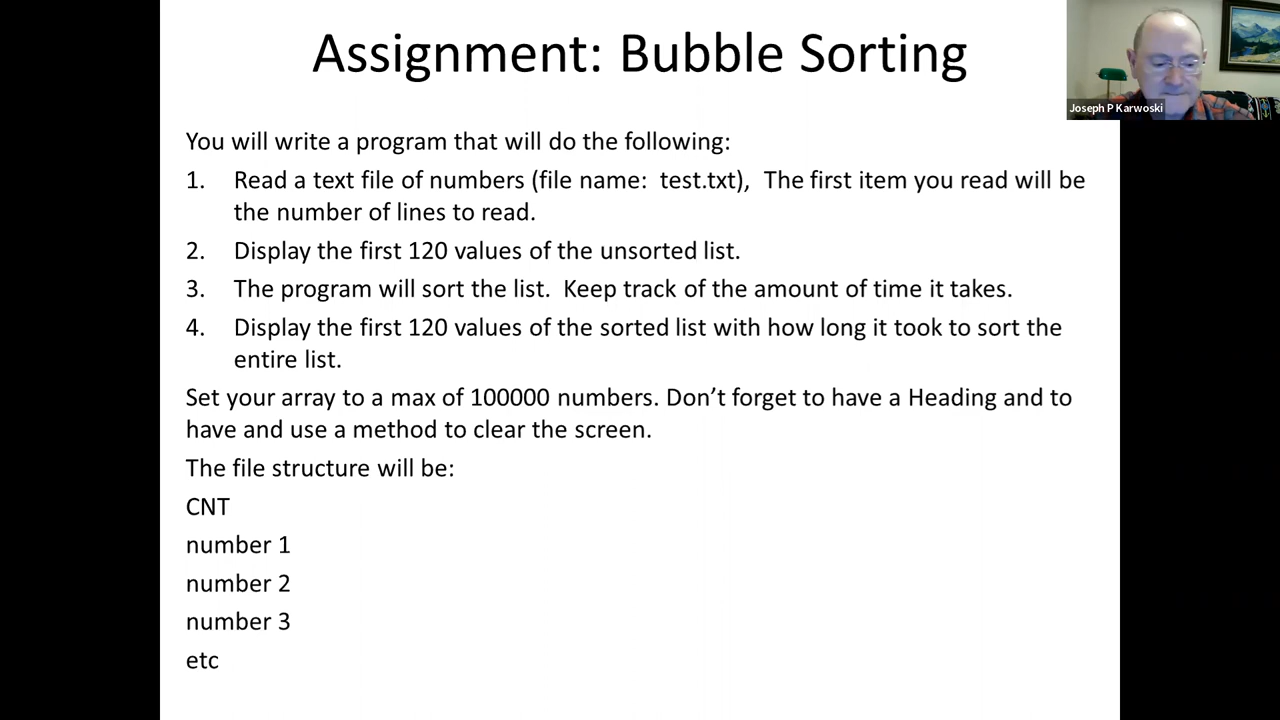 Assignment: Bubble Sorting
Joseph P Karwoski
You will write a program that will do the following:
1. Read a text file of numbers (file name:  test.txt),  The first item you read will be
the number of lines to read.
2. Display the first 120 values of the unsorted list.
3. The program will sort the list.  Keep track of the amount of time it takes.
4. Display the first 120 values of the sorted list with how long it took to sort the
entire list.
Set your array to a max of 100000 numbers. Don’t forget to have a Heading and to
have and use a method to clear the screen.
The file structure will be:
CNT
number 1
number 2
number 3
etc